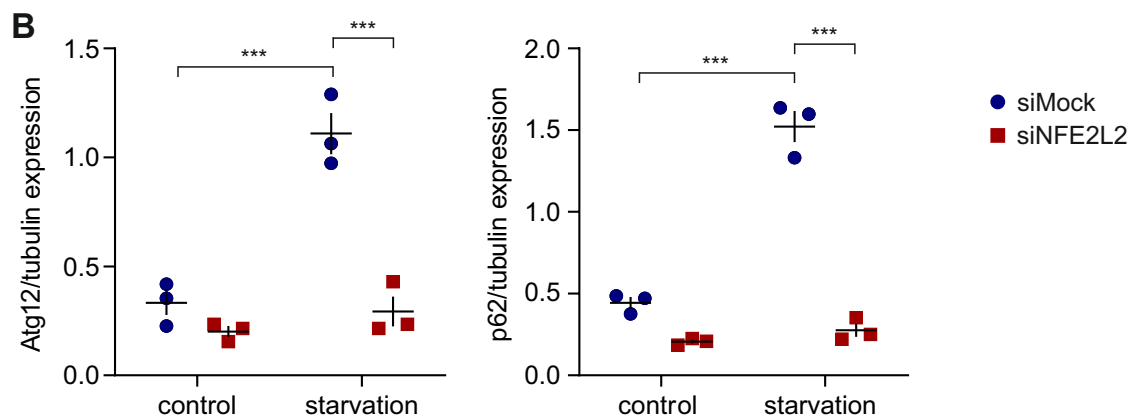 B
Atg12/tubulin expression
1.5
1.0
0.5
0.0
***
***
control
starvation
p62/tubulin expression
2.0
1.5
1.0
0.5
0.0
***
***
control
starvation
siMock
siNFE2L2